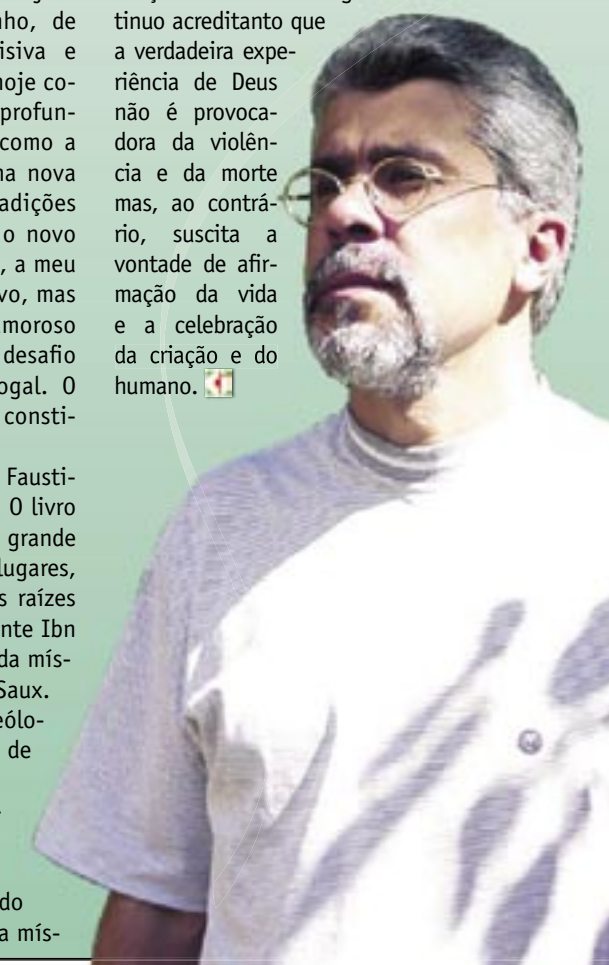 nho, de
isiva e
hoje co-
profun-
como a
na nova
adições
o novo
, a meu
vo, mas
moroso
desafio
ogal. O
consti-
Fausti-
O livro
grande
lugares,
s raízes
nte Ibn
da mís-
Saux.
eólo-
de
do
a mís-
tinuo acreditanto que
a verdadeira expe-
riência de Deus
não é provoca-
dora da violên-
cia e da morte
mas, ao contrá-
rio, suscita a
vontade de afir-
mação da vida
e a celebração
da criação e do
humano.